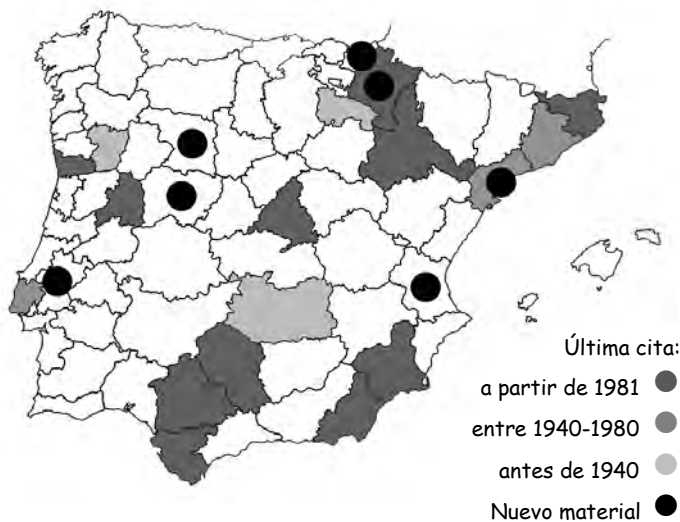 Última cita:
a partir de 1981
entre 1940-1980
antes de 1940
Nuevo material